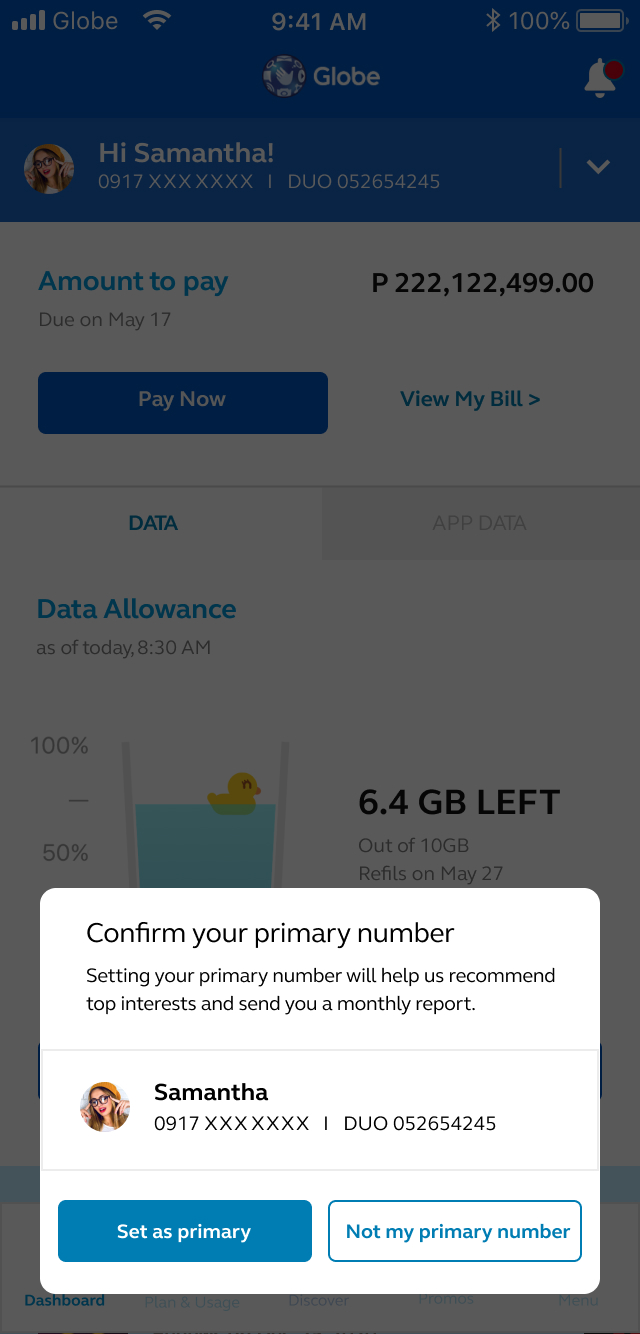 Globe 9:41 AM 100%
Globe
Hi Samantha!
0917 XXX XXXX I DUO 052654245
Amount to pay P 222,122,499.00
Due on May 17
Pay Now View My Bill >
DATA APP DATA
Data Allowance
as of today, 8:30 AM
100%
6.4 GB LEFT
50% Out of 10GB
Refils on May 27
Confirm your primary number
Setting your primary number will help us recommend
top interests and send you a monthly report.
Samantha
0917 XXX XXXX I DUO 052654245
Set as primary Not my primary number
Dashboard Plan & Usage Discover Promos Menu